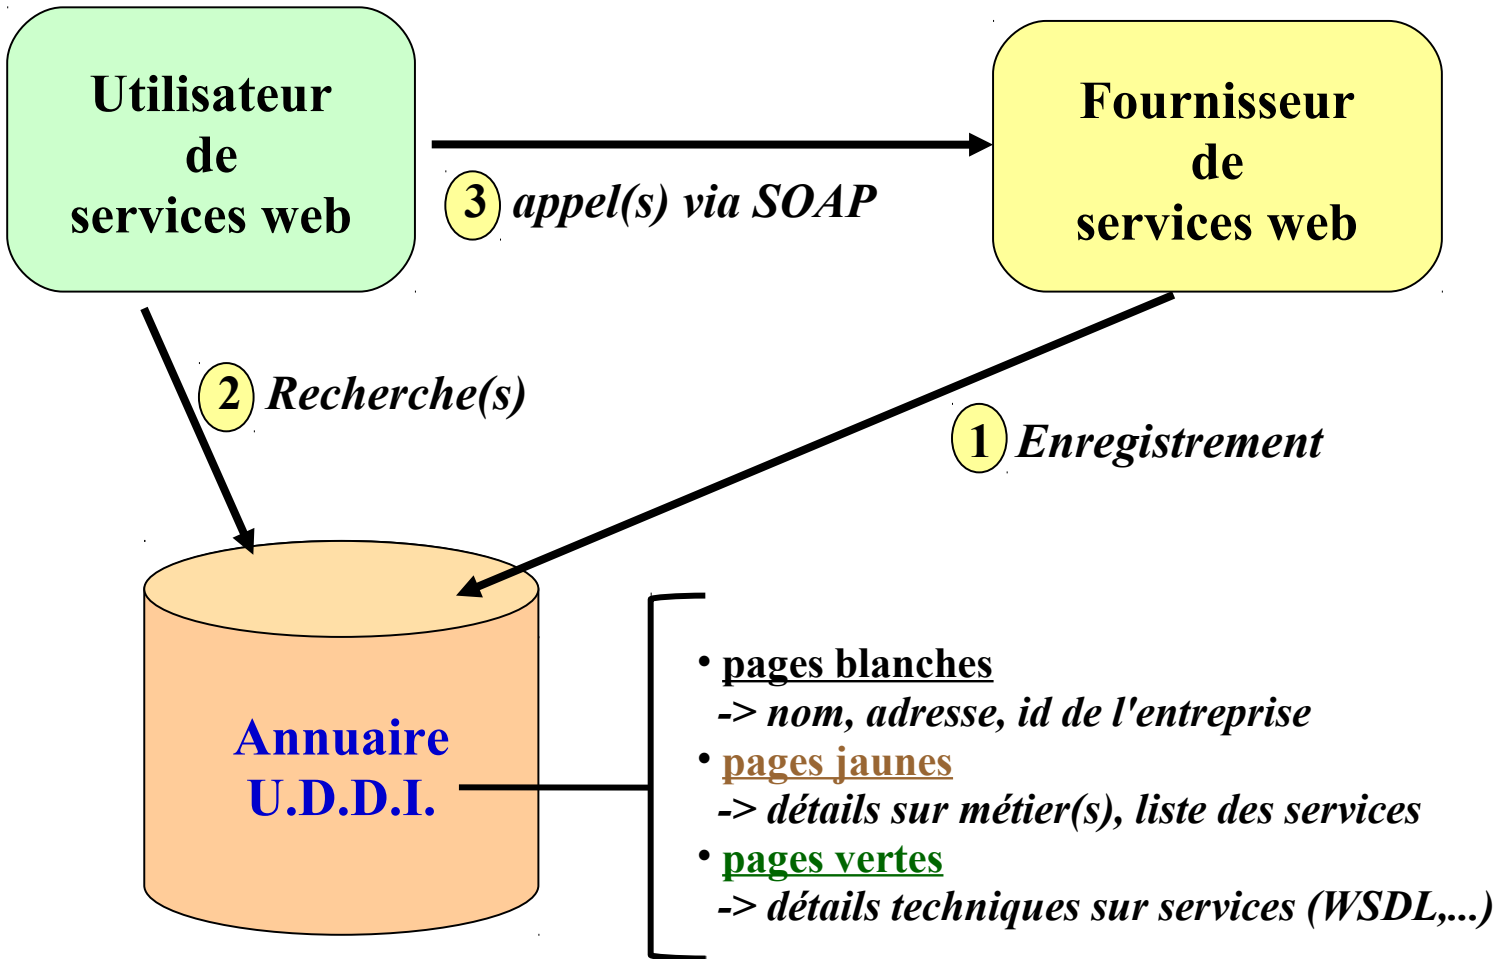 Utilisateur
de
services web
Fournisseur
de
services web
3 appel(s) via SOAP
2 Recherche(s)
1 Enregistrement
Annuaire
U.D.D.I.
• pages blanches
-> nom, adresse, id de l'entreprise
• pages jaunes
-> détails sur métier(s), liste des services
• pages vertes
-> détails techniques sur services (WSDL,...)